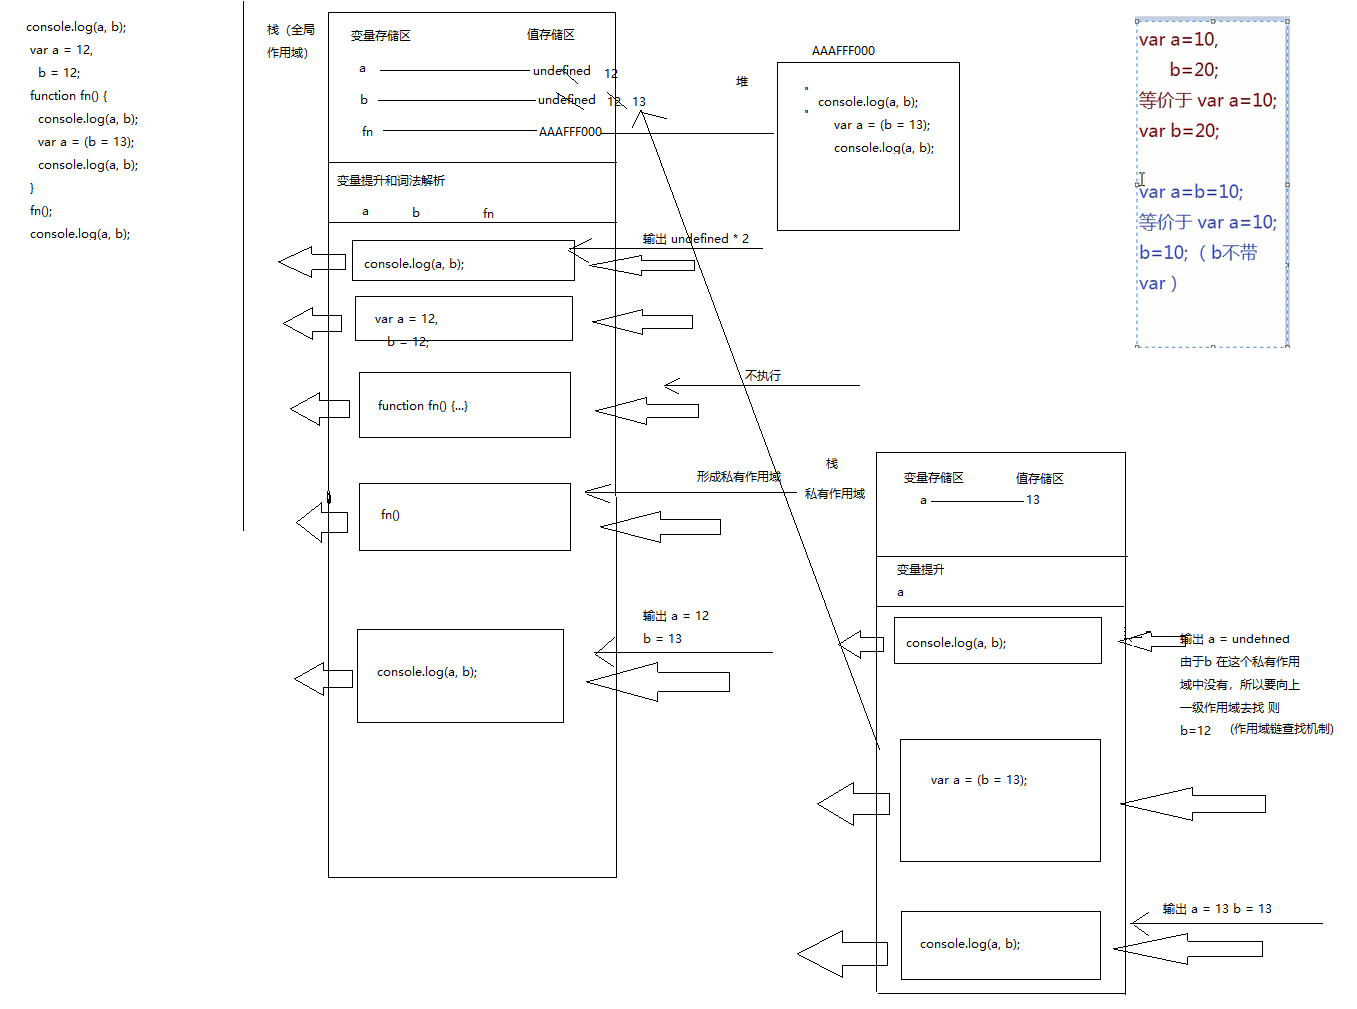 console.log(a, b);
var a = 12,
b = 12;
function fn() {
console.log(a, b);
var a = (b = 13);
console.log(a, b);
}
fn();
console.log(a, b);
栈（全局
作用域）
变量存储区 值存储区
a undefined 12
b undefined 12 13
fn AAAFFF000
变量提升和词法解析
a b fn
console.log(a, b);
输出 undefined * 2
var a = 12,
b = 12;
不执行
function fn() {...}
形成私有作用域
fn()
输出 a = 12
b = 13
console.log(a, b);
堆
AAAFFF000
"
console.log(a, b);
"
var a = (b = 13);
console.log(a, b);
var a=10,
b=20;
等价于 var a=10;
var b=20;
var a=b=10;
等价于 var a=10;
b=10;（b不带
var）
栈
私有作用域
变量存储区 值存储区
a 13
变量提升
a
console.log(a, b);
输出 a = undefined
由于b 在这个私有作用
域中没有，所以要向上
一级作用域去找 则
b=12 (作用域链查找机制)
var a = (b = 13);
输出 a = 13 b = 13
console.log(a, b);